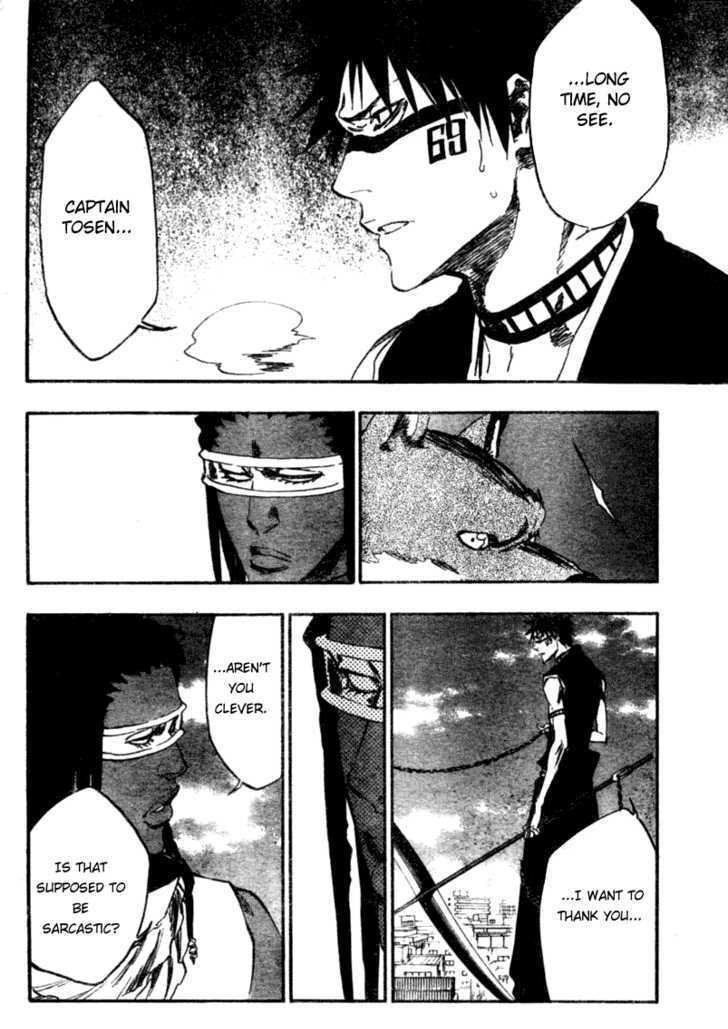 ...LONG
TIME, NO
SEE.
69
CAPTAIN
TOSEN...
...I WANT TO
THANK YOU...
...AREN'T
YOU
CLEVER.
IS THAT
SUPPOSED TO
BE
SARCASTIC?